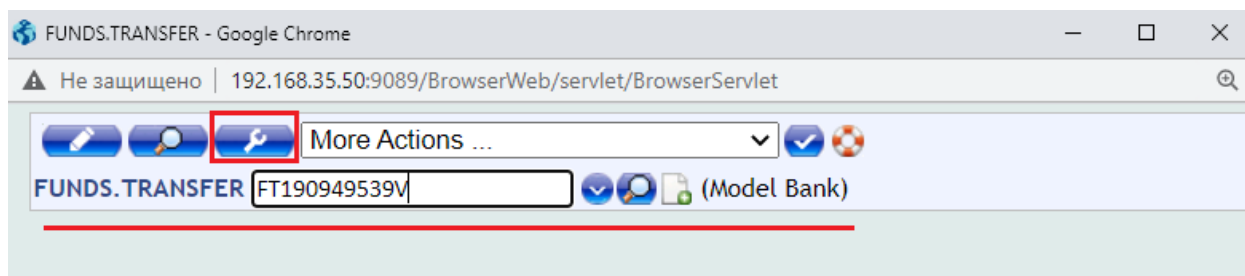 FUNDS.TRANSFER - Google Chrome
Не защищено | 192.168.35.50:9089/BrowserWeb/servlet/BrowserServlet
More Actions ...
FUNDS.TRANSFER FT190949539V (Model Bank)